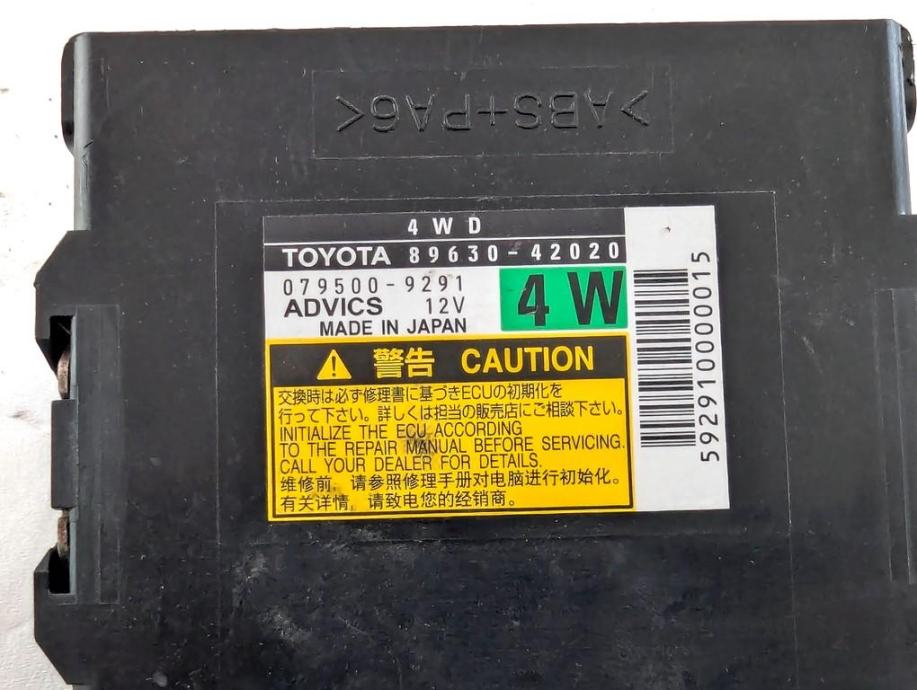 >ABS+PA6<
4WD
TOYOTA 89630-42020
079500-9291
ADVICS 12V
MADE IN JAPAN
4W
592910000015
警告 CAUTION
交換時は必ず修理書に基づきECUの初期化を
行って下さい。詳しくは担当の販売店にご相談下さい。
INITIALIZE THE ECU ACCORDING
TO THE REPAIR MANUAL BEFORE SERVICING.
CALL YOUR DEALER FOR DETAILS.
维修前，请参照修理手册对电脑进行初始化。
有关详情，请致电您的经销商。